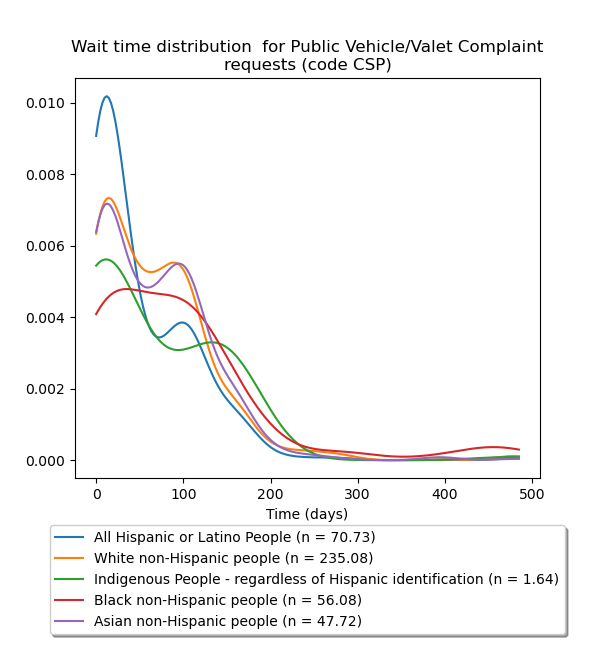 Wait time distribution  for Public Vehicle/Valet Complaint
requests (code CSP)
0.010
0.008
0.006
0.004
0.002
0.000
0 100 200 300 400 500
Time (days)
All Hispanic or Latino People (n = 70.73)
White non-Hispanic people (n = 235.08)
Indigenous People - regardless of Hispanic identification (n = 1.64)
Black non-Hispanic people (n = 56.08)
Asian non-Hispanic people (n = 47.72)